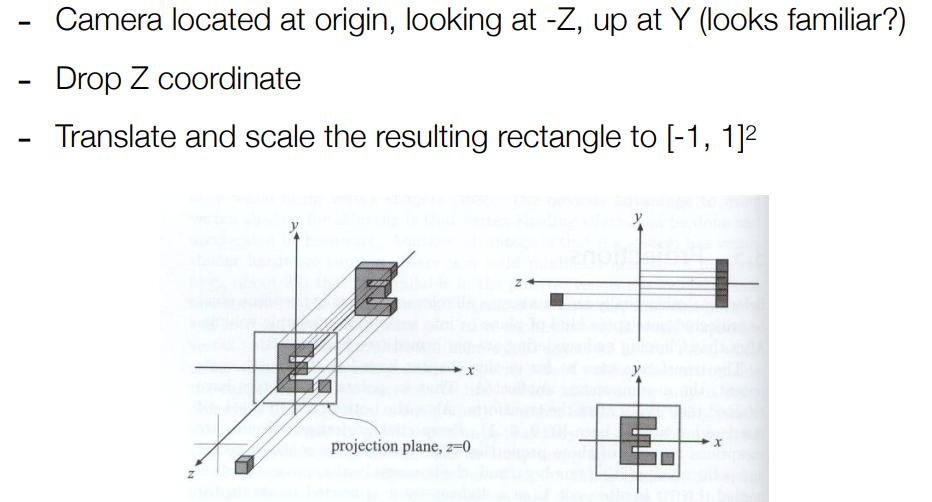 - Camera located at origin, looking at -Z, up at Y (looks familiar?)
- Drop Z coordinate
- Translate and scale the resulting rectangle to [-1, 1]²
y
x
z
projection plane, z=0
y
z
y
x